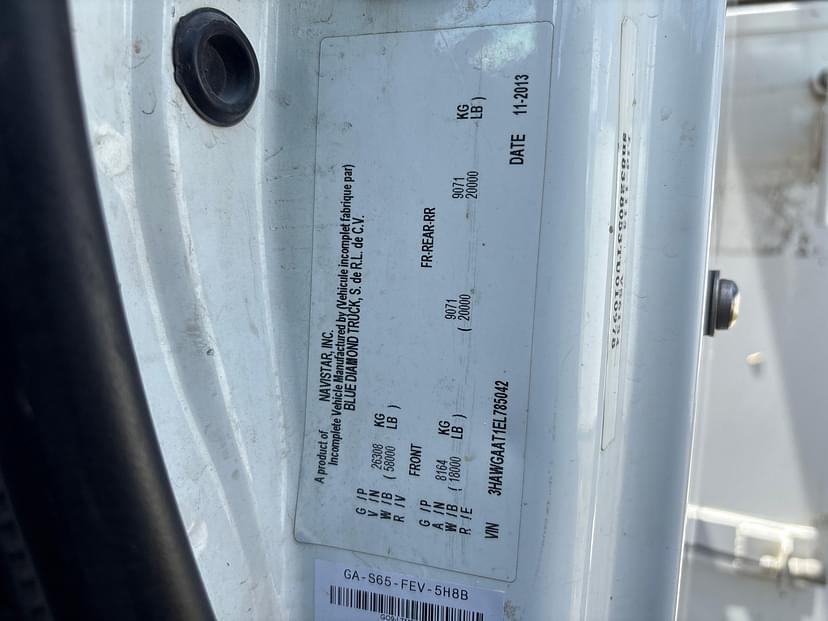 A product of NAVISTAR, INC.
Incomplete Vehicle Manufactured by (Vehicule incomplet fabrique par)
BLUE DIAMOND TRUCK, S. de R.L. de C.V.
G / P
V / N 26308 KG
W / B ( 58000 LB )
R / V
FRONT FR-REAR-RR
G / P
A / N 8164 KG 9071 9071 KG
W / B ( 18000 LB ) ( 20000 20000 LB )
R / E
VIN 3HAWGAAT1EL785042 DATE 11-2013
GA-S65-FEV-5H8B